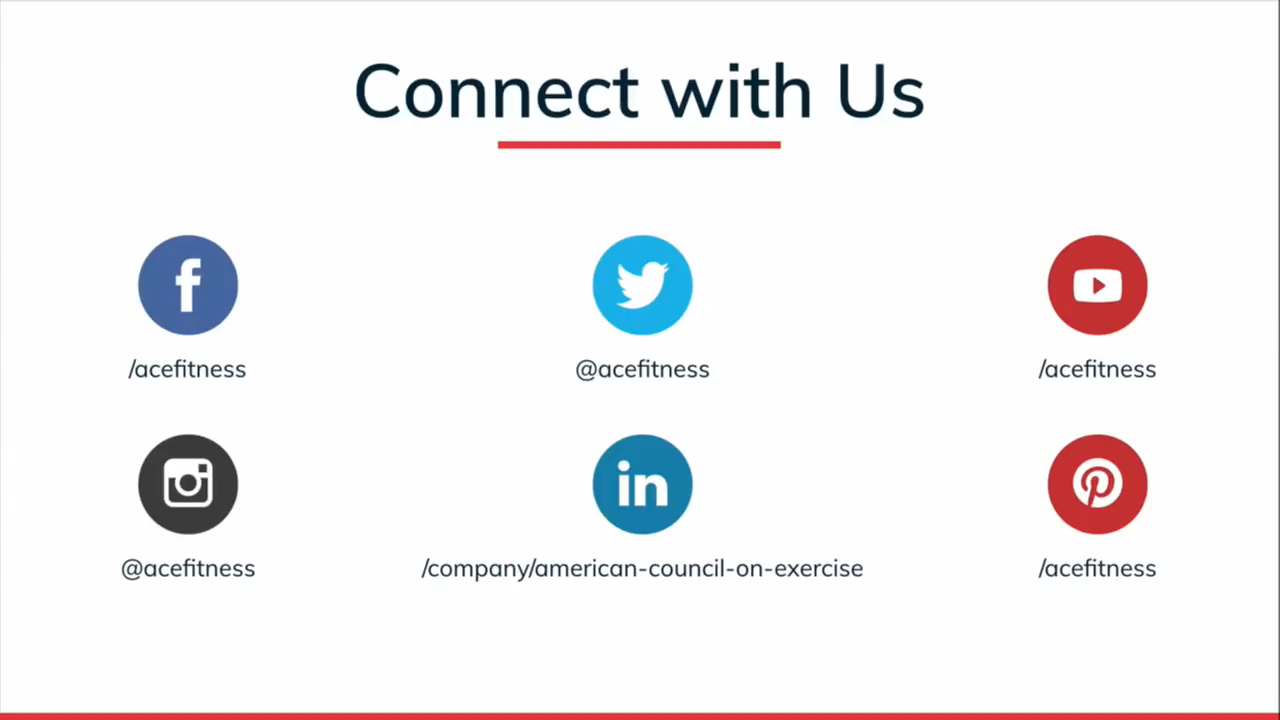 Connect with Us
/acefitness
@acefitness
/acefitness
@acefitness
/company/american-council-on-exercise
/acefitness